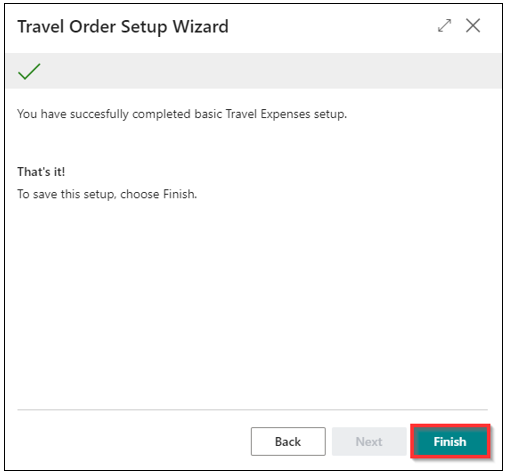 Travel Order Setup Wizard
You have succesfully completed basic Travel Expenses setup.
That's it!
To save this setup, choose Finish.
Back
Next
Finish